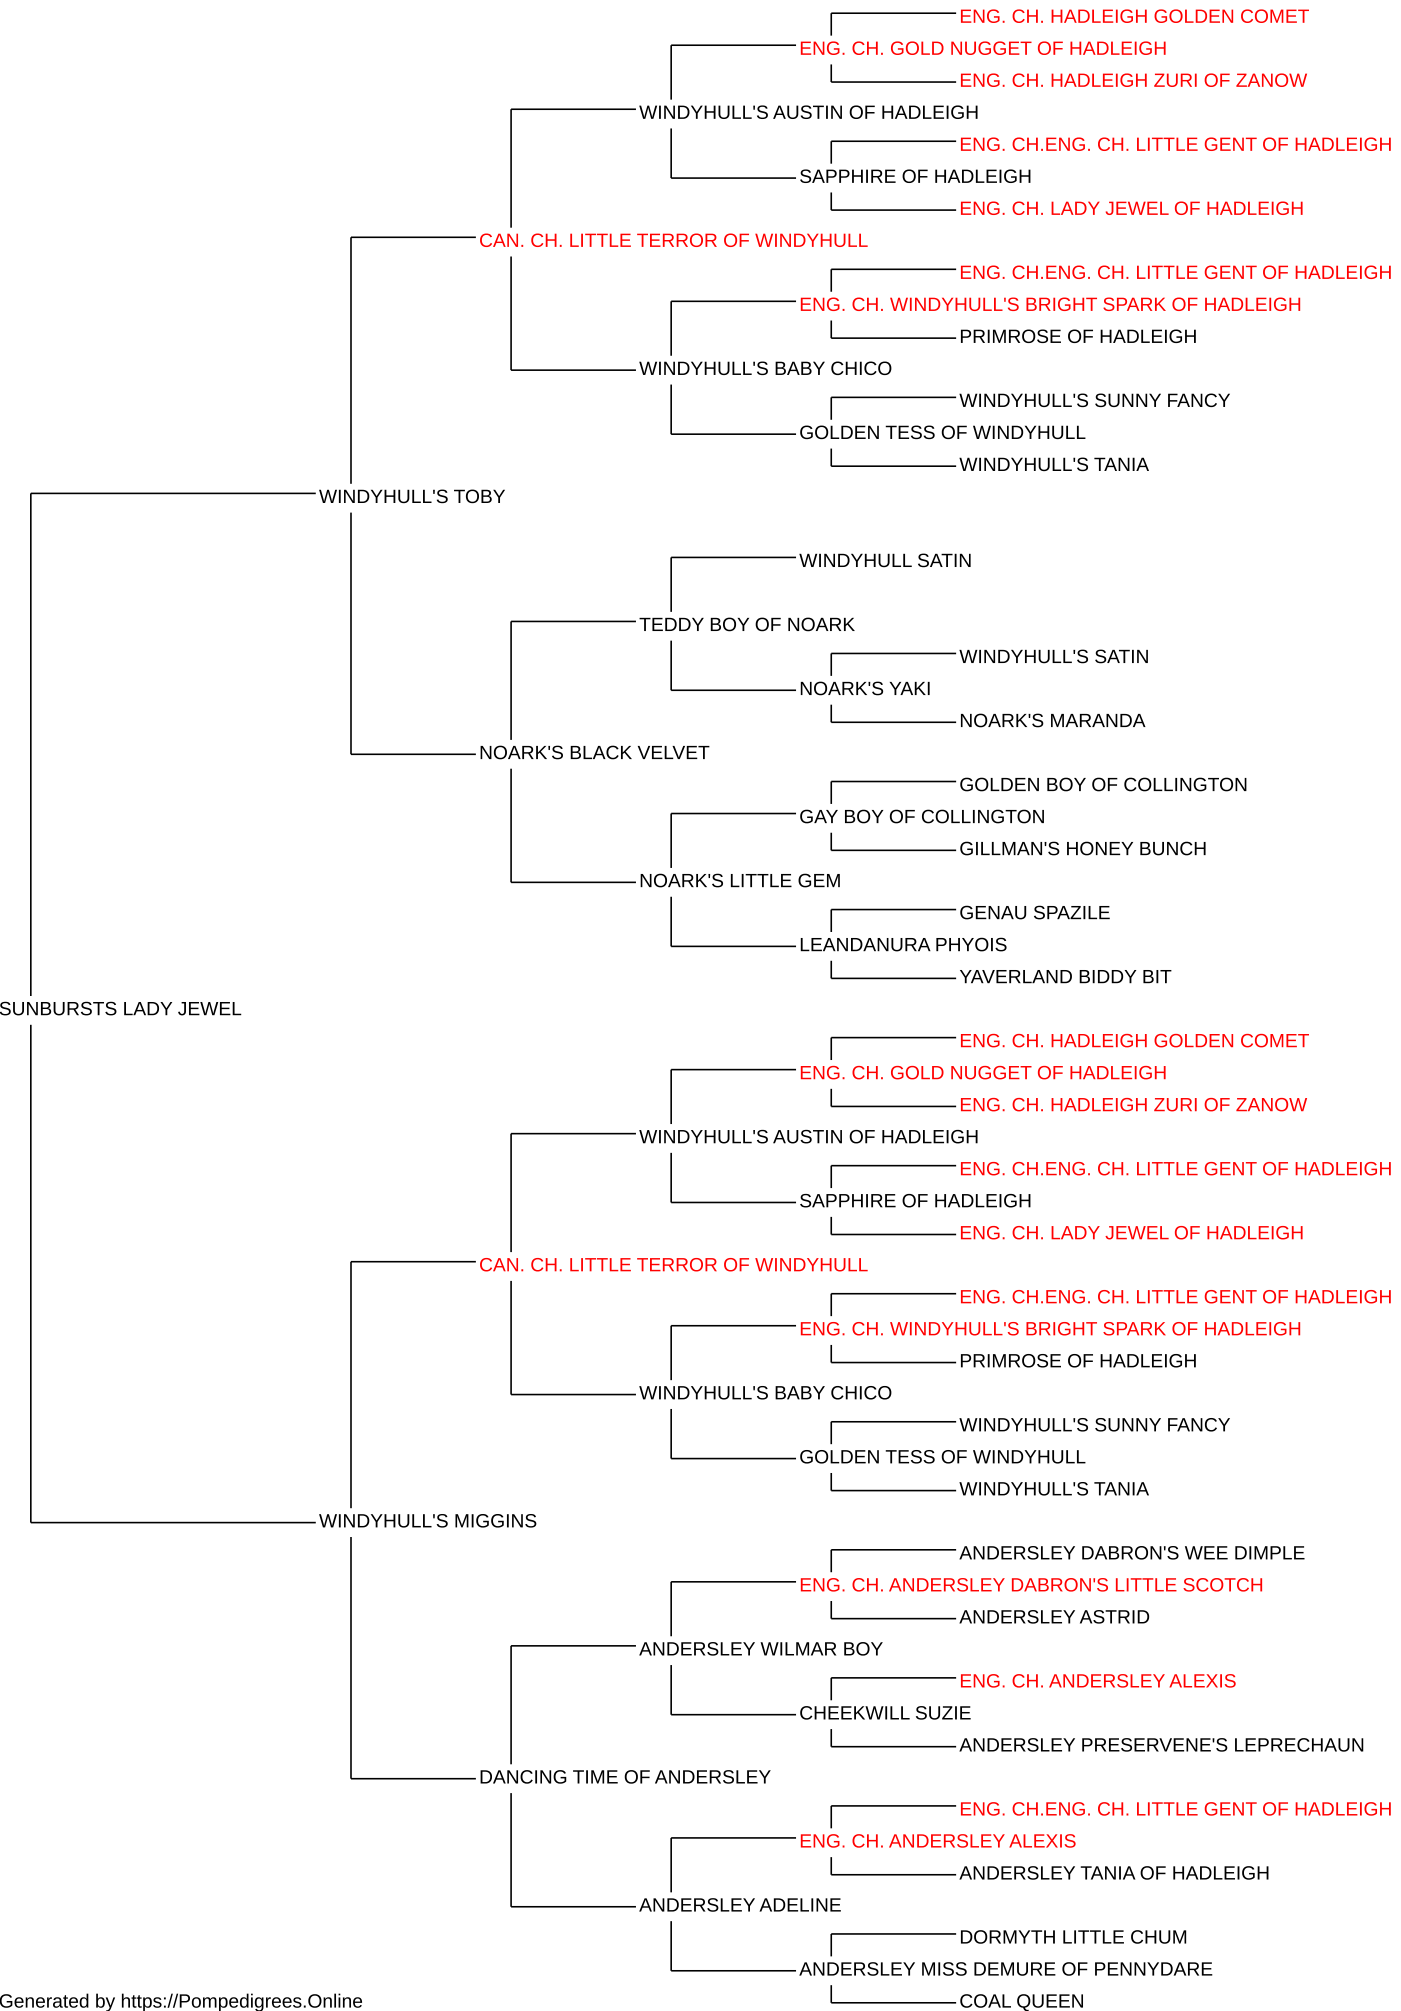 ENG. CH. HADLEIGH GOLDEN COMET
ENG. CH. GOLD NUGGET OF HADLEIGH
ENG. CH. HADLEIGH ZURI OF ZANOW
WINDYHULL'S AUSTIN OF HADLEIGH
ENG. CH.ENG. CH. LITTLE GENT OF HADLEIGH
SAPPHIRE OF HADLEIGH
ENG. CH. LADY JEWEL OF HADLEIGH
CAN. CH. LITTLE TERROR OF WINDYHULL
ENG. CH.ENG. CH. LITTLE GENT OF HADLEIGH
ENG. CH. WINDYHULL'S BRIGHT SPARK OF HADLEIGH
PRIMROSE OF HADLEIGH
WINDYHULL'S BABY CHICO
WINDYHULL'S SUNNY FANCY
GOLDEN TESS OF WINDYHULL
WINDYHULL'S TANIA
WINDYHULL'S TOBY
WINDYHULL SATIN
TEDDY BOY OF NOARK
WINDYHULL'S SATIN
NOARK'S YAKI
NOARK'S MARANDA
NOARK'S BLACK VELVET
GOLDEN BOY OF COLLINGTON
GAY BOY OF COLLINGTON
GILLMAN'S HONEY BUNCH
NOARK'S LITTLE GEM
GENAU SPAZILE
LEANDANURA PHYOIS
YAVERLAND BIDDY BIT
SUNBURSTS LADY JEWEL
ENG. CH. HADLEIGH GOLDEN COMET
ENG. CH. GOLD NUGGET OF HADLEIGH
ENG. CH. HADLEIGH ZURI OF ZANOW
WINDYHULL'S AUSTIN OF HADLEIGH
ENG. CH.ENG. CH. LITTLE GENT OF HADLEIGH
SAPPHIRE OF HADLEIGH
ENG. CH. LADY JEWEL OF HADLEIGH
CAN. CH. LITTLE TERROR OF WINDYHULL
ENG. CH.ENG. CH. LITTLE GENT OF HADLEIGH
ENG. CH. WINDYHULL'S BRIGHT SPARK OF HADLEIGH
PRIMROSE OF HADLEIGH
WINDYHULL'S BABY CHICO
WINDYHULL'S SUNNY FANCY
GOLDEN TESS OF WINDYHULL
WINDYHULL'S TANIA
WINDYHULL'S MIGGINS
ANDERSLEY DABRON'S WEE DIMPLE
ENG. CH. ANDERSLEY DABRON'S LITTLE SCOTCH
ANDERSLEY ASTRID
ANDERSLEY WILMAR BOY
ENG. CH. ANDERSLEY ALEXIS
CHEEKWILL SUZIE
ANDERSLEY PRESERVENE'S LEPRECHAUN
DANCING TIME OF ANDERSLEY
ENG. CH.ENG. CH. LITTLE GENT OF HADLEIGH
ENG. CH. ANDERSLEY ALEXIS
ANDERSLEY TANIA OF HADLEIGH
ANDERSLEY ADELINE
DORMYTH LITTLE CHUM
ANDERSLEY MISS DEMURE OF PENNYDARE
COAL QUEEN
Generated by https://Pompedigrees.Online